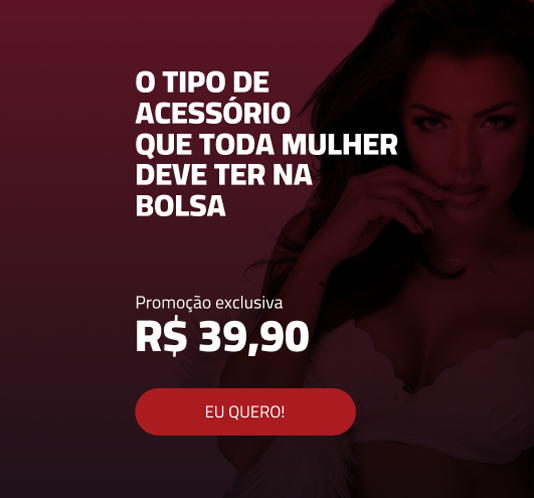 O TIPO DE
ACESSÓRIO
QUE TODA MULHER
DEVE TER NA
BOLSA
Promoção exclusiva
R$ 39,90
EU QUERO!